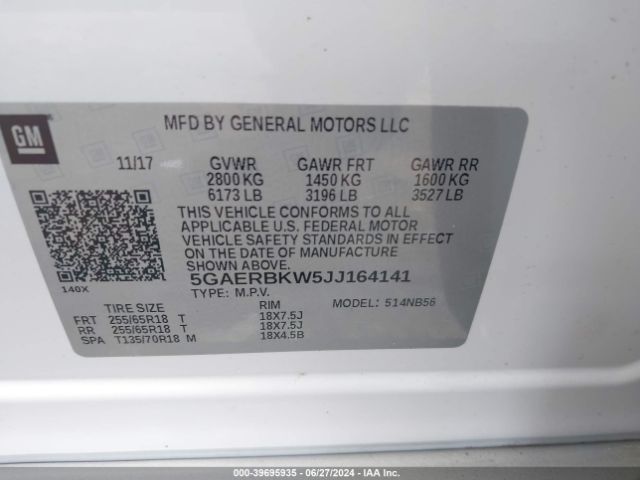 GM
MFD BY GENERAL MOTORS LLC
11/17 GVWR GAWR FRT GAWR RR
2800 KG 1450 KG 1600 KG
6173 LB 3196 LB 3527 LB
THIS VEHICLE CONFORMS TO ALL
APPLICABLE U.S. FEDERAL MOTOR
VEHICLE SAFETY STANDARDS IN EFFECT
ON THE DATE OF MANUFACTURE
SHOWN ABOVE.
140X
5GAERBKW5JJ164141
TYPE: M.P.V. MODEL: 514NB56
TIRE SIZE RIM
FRT 255/65R18 T 18X7.5J
RR 255/65R18 T 18X7.5J
SPA T135/70R18 M 18X4.5B
000-39695935 - 06/27/2024 - IAA Inc.